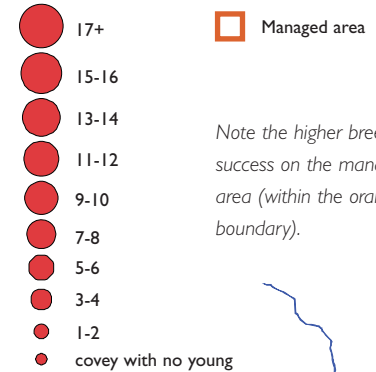 17+
15-16
13-14
11-12
9-10
7-8
5-6
3-4
1-2
covey with no young
Managed area
Note the higher
success on the
area (within the
boundary).